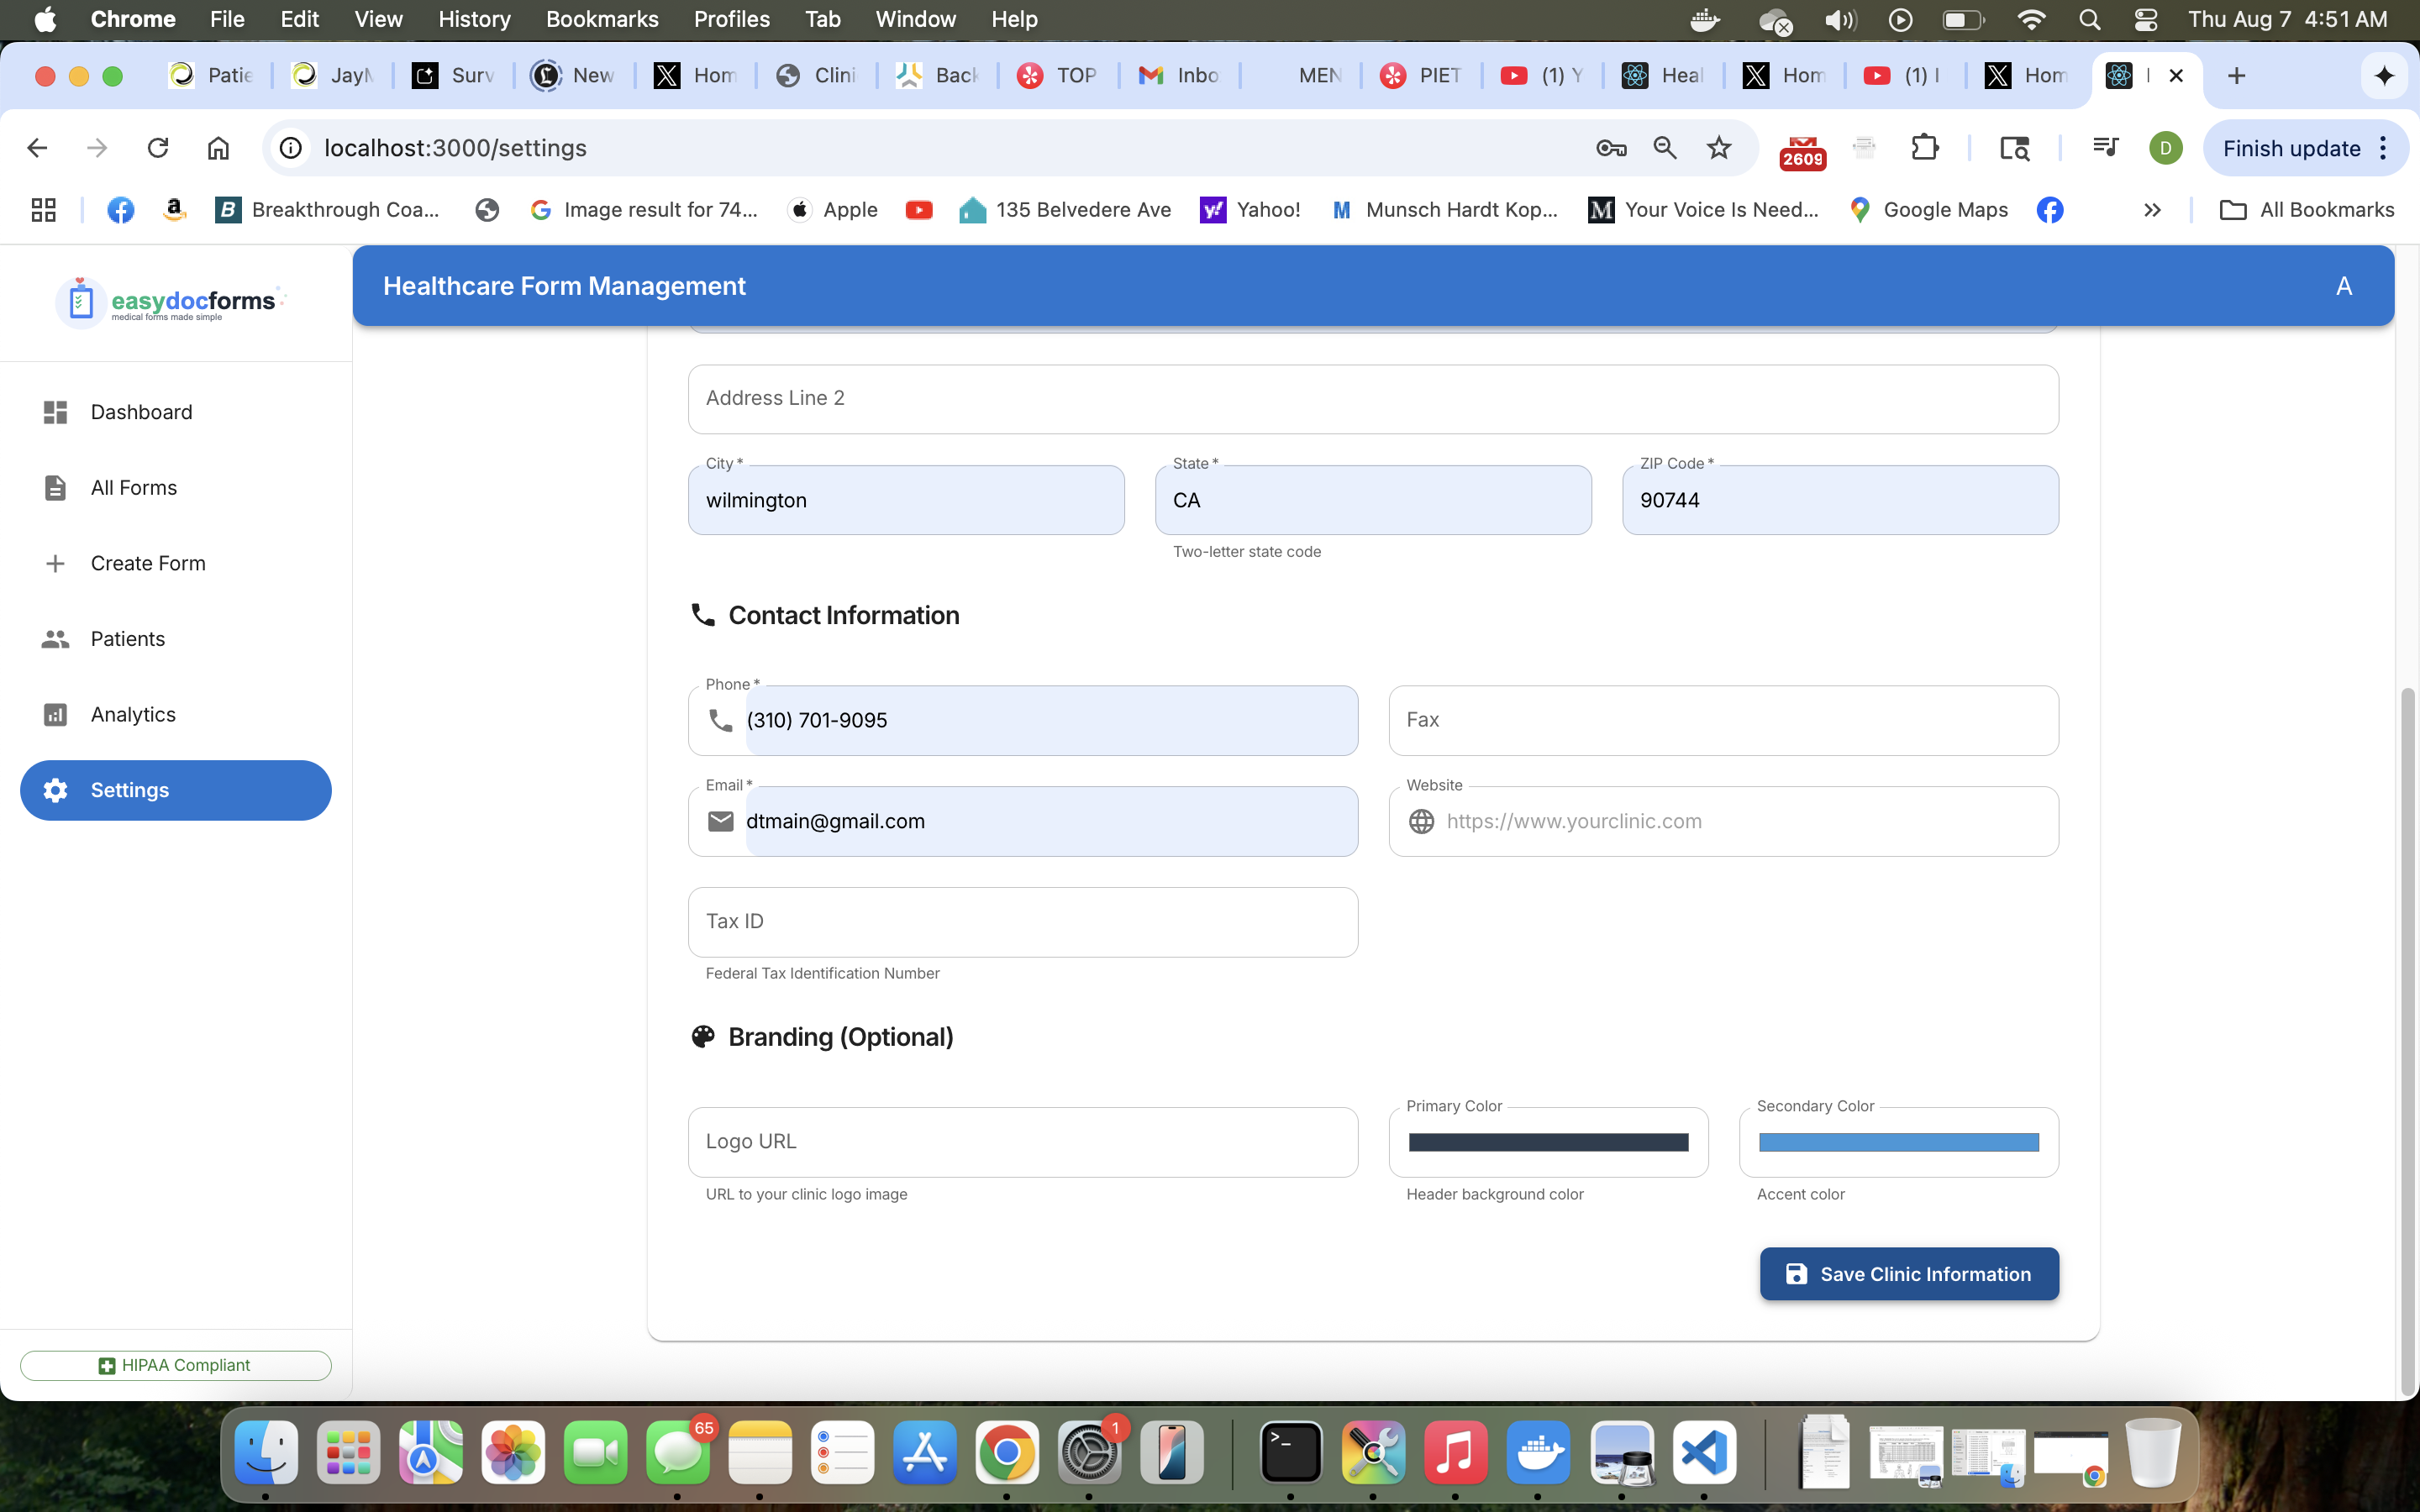 Chrome File Edit View History Bookmarks Profiles Tab Window Help Thu Aug 7 4:51 AM
Patie JayM Surv New Hom Clini Back TOP Inbo MEN PIET (1) Y Heal Hom (1) I Hom
localhost:3000/settings 2609 D Finish update
Breakthrough Coa... Image result for 74... Apple 135 Belvedere Ave Yahoo! Munsch Hardt Kop... Your Voice Is Need... Google Maps All Bookmarks
easydocforms
medical forms made simple
Healthcare Form Management A
Dashboard
All Forms
Create Form
Patients
Analytics
Settings
HIPAA Compliant
Address Line 2
City * State * ZIP Code *
wilmington CA 90744
Two-letter state code
Contact Information
Phone *
(310) 701-9095 Fax
Email * Website
dtmain@gmail.com https://www.yourclinic.com
Tax ID
Federal Tax Identification Number
Branding (Optional)
Primary Color Secondary Color
Logo URL
URL to your clinic logo image Header background color Accent color
Save Clinic Information
65 1